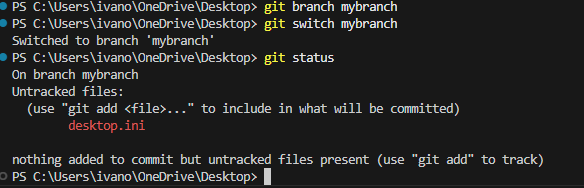 PS C:\Users\ivano\OneDrive\Desktop> git branch mybranch
PS C:\Users\ivano\OneDrive\Desktop> git switch mybranch
Switched to branch 'mybranch'
PS C:\Users\ivano\OneDrive\Desktop> git status
On branch mybranch
Untracked files:
  (use "git add <file>..." to include in what will be committed)
        desktop.ini

nothing added to commit but untracked files present (use "git add" to track)
PS C:\Users\ivano\OneDrive\Desktop>